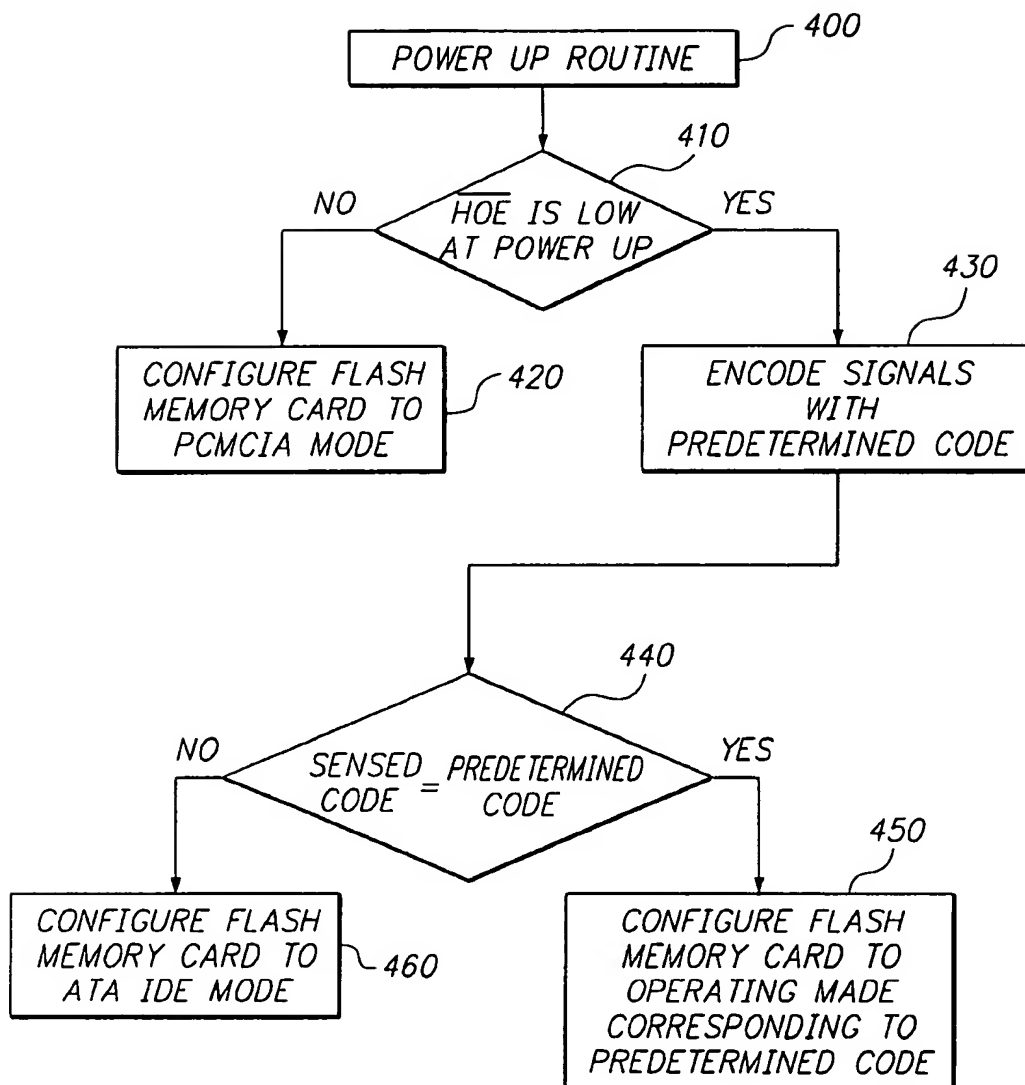 POWER UP ROUTINE
400
410
NO
YES
H̅O̅E̅ IS LOW
AT POWER UP
430
CONFIGURE FLASH
MEMORY CARD TO
PCMCIA MODE
420
ENCODE SIGNALS
WITH
PREDETERMINED CODE
440
NO
YES
SENSED CODE = PREDETERMINED CODE
450
CONFIGURE FLASH
MEMORY CARD TO
ATA IDE MODE
460
CONFIGURE FLASH
MEMORY CARD TO
OPERATING MADE
CORRESPONDING TO
PREDETERMINED CODE